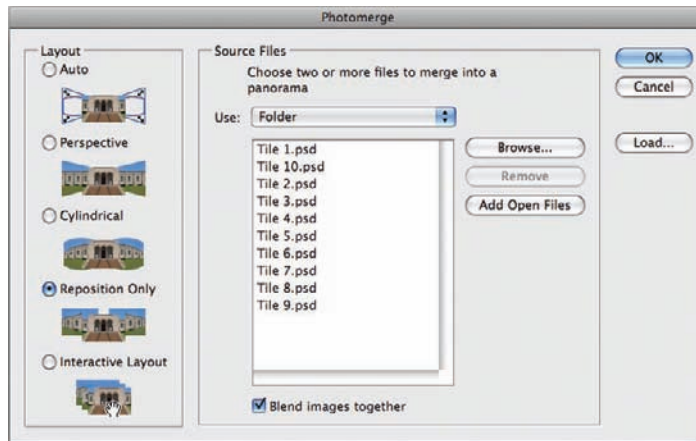 Photomerge
Layout
Auto
Perspective
Cylindrical
Reposition Only
Interactive Layout
Source Files
Choose two or more files to merge into a
panorama
Use: Folder
Tile 1.psd
Tile 10.psd
Tile 2.psd
Tile 3.psd
Tile 4.psd
Tile 5.psd
Tile 6.psd
Tile 7.psd
Tile 8.psd
Tile 9.psd
Browse...
Remove
Add Open Files
Blend images together
OK
Cancel
Load...